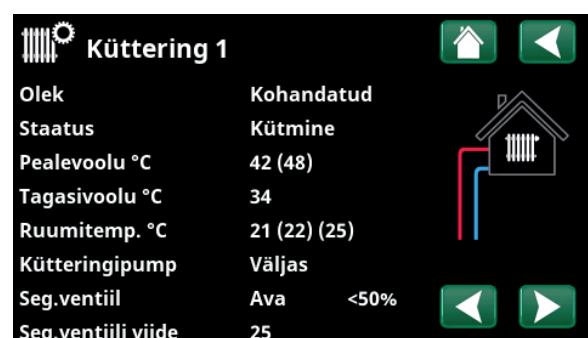 Küttering 1
Olek Kohandatud
Staatus Kütmine
Pealevoolu °C 42 (48)
Tagasivoolu °C 34
Ruumitemp. °C 21 (22) (25)
Kütteringipump Väljas
Seg.ventiil Ava <50%
Seg.ventiili viide 25